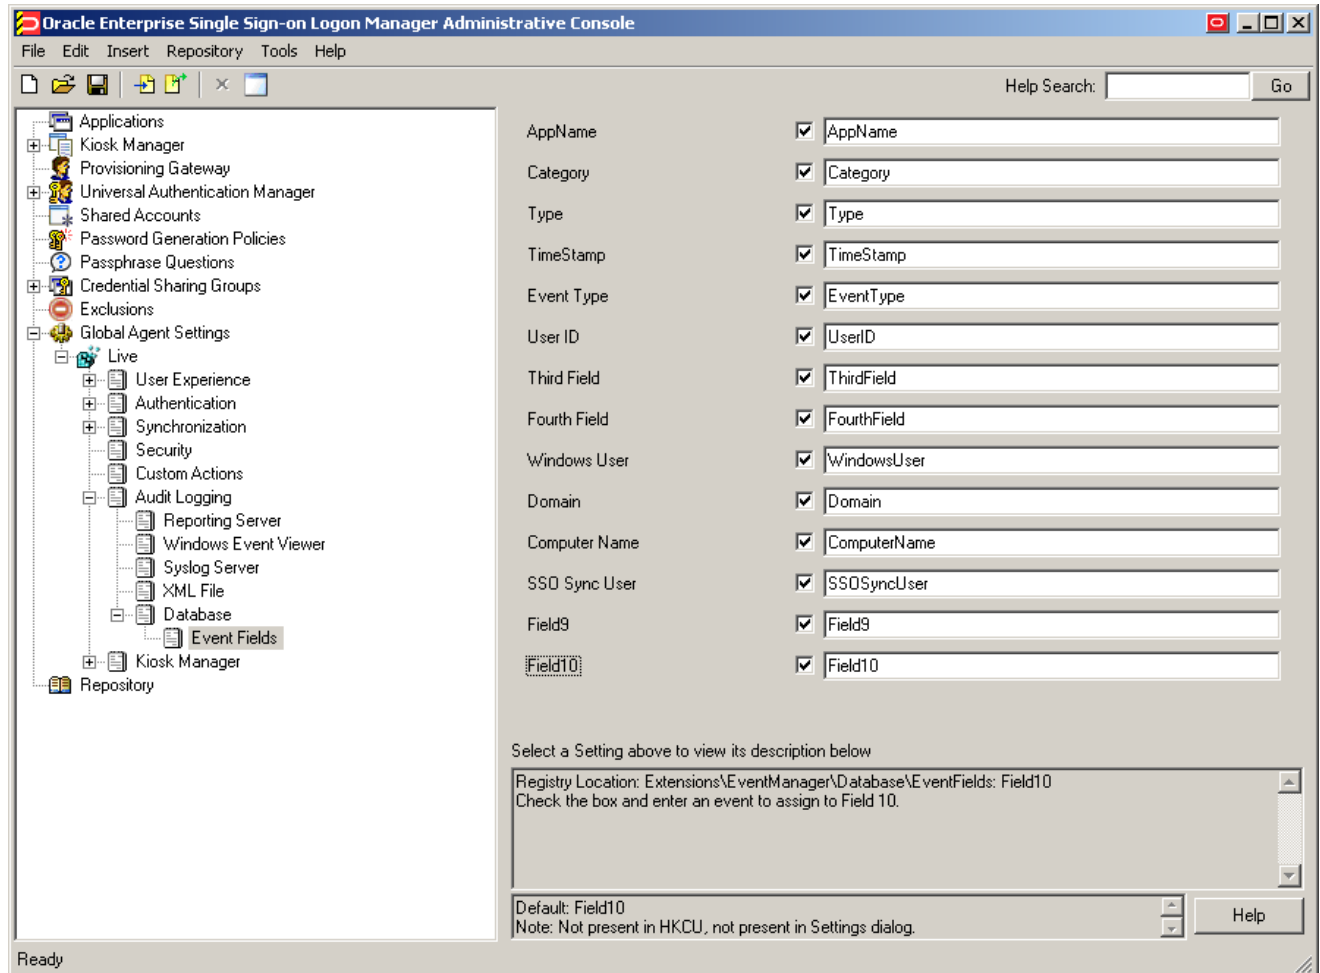 Oracle Enterprise Single Sign-on Logon Manager Administrative Console
File Edit Insert Repository Tools Help
Help Search: Go
Applications
Kiosk Manager
Provisioning Gateway
Universal Authentication Manager
Shared Accounts
Password Generation Policies
Passphrase Questions
Credential Sharing Groups
Exclusions
Global Agent Settings
Live
User Experience
Authentication
Synchronization
Security
Custom Actions
Audit Logging
Reporting Server
Windows Event Viewer
Syslog Server
XML File
Database
Event Fields
Kiosk Manager
Repository
AppName AppName
Category Category
Type Type
TimeStamp TimeStamp
Event Type EventType
User ID UserID
Third Field ThirdField
Fourth Field FourthField
Windows User WindowsUser
Domain Domain
Computer Name ComputerName
SSO Sync User SSOSyncUser
Field9 Field9
Field10 Field10
Select a Setting above to view its description below
Registry Location: Extensions\EventManager\Database\EventFields: Field10
Check the box and enter an event to assign to Field 10.
Default: Field10
Note: Not present in HKCU, not present in Settings dialog.
Help
Ready